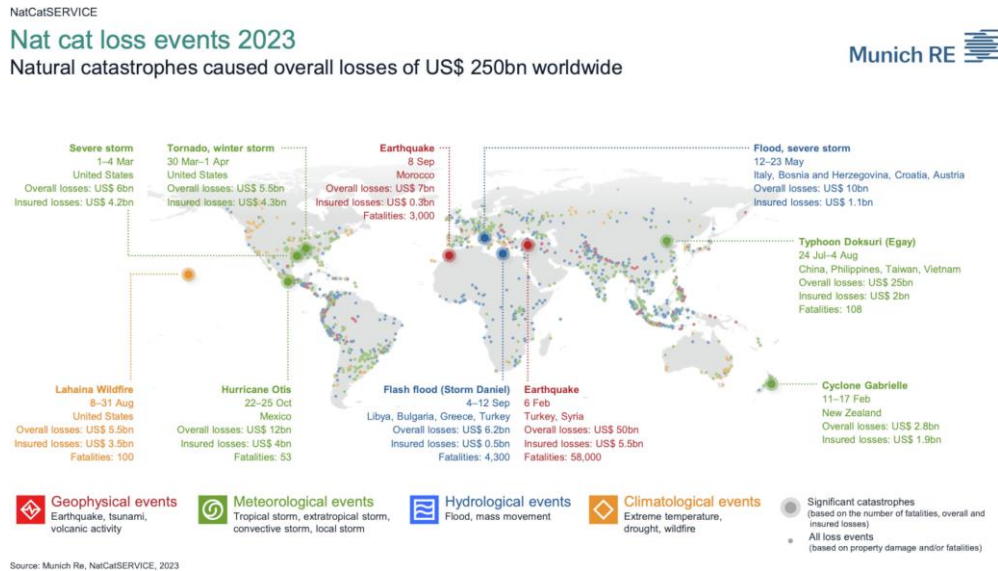 NatCatSERVICE
Nat cat loss events 2023
Natural catastrophes caused overall losses of US$ 250bn worldwide
Munich RE
Severe storm
1–4 Mar
United States
Overall losses: US$ 6bn
Insured losses: US$ 4.2bn
Tornado, winter storm
30 Mar–1 Apr
United States
Overall losses: US$ 5.5bn
Insured losses: US$ 4.3bn
Earthquake
8 Sep
Morocco
Overall losses: US$ 7bn
Insured losses: US$ 0.3bn
Fatalities: 3,000
Flood, severe storm
12–23 May
Italy, Bosnia and Herzegovina, Croatia, Austria
Overall losses: US$ 10bn
Insured losses: US$ 1.1bn
Typhoon Doksuri (Egay)
24 Jul–4 Aug
China, Philippines, Taiwan, Vietnam
Overall losses: US$ 25bn
Insured losses: US$ 2bn
Fatalities: 108
Lahaina Wildfire
8–31 Aug
United States
Overall losses: US$ 5.5bn
Insured losses: US$ 3.5bn
Fatalities: 100
Hurricane Otis
22–25 Oct
Mexico
Overall losses: US$ 12bn
Insured losses: US$ 4bn
Fatalities: 53
Flash flood (Storm Daniel)
4–12 Sep
Libya, Bulgaria, Greece, Turkey
Overall losses: US$ 6.2bn
Insured losses: US$ 0.5bn
Fatalities: 4,300
Earthquake
6 Feb
Turkey, Syria
Overall losses: US$ 50bn
Insured losses: US$ 5.5bn
Fatalities: 58,000
Cyclone Gabrielle
11–17 Feb
New Zealand
Overall losses: US$ 2.8bn
Insured losses: US$ 1.9bn
Geophysical events
Earthquake, tsunami,
volcanic activity
Meteorological events
Tropical storm, extratropical storm,
convective storm, local storm
Hydrological events
Flood, mass movement
Climatological events
Extreme temperature,
drought, wildfire
Significant catastrophes
(based on the number of fatalities, overall and
insured losses)
All loss events
(based on property damage and/or fatalities)
Source: Munich Re, NatCatSERVICE, 2023